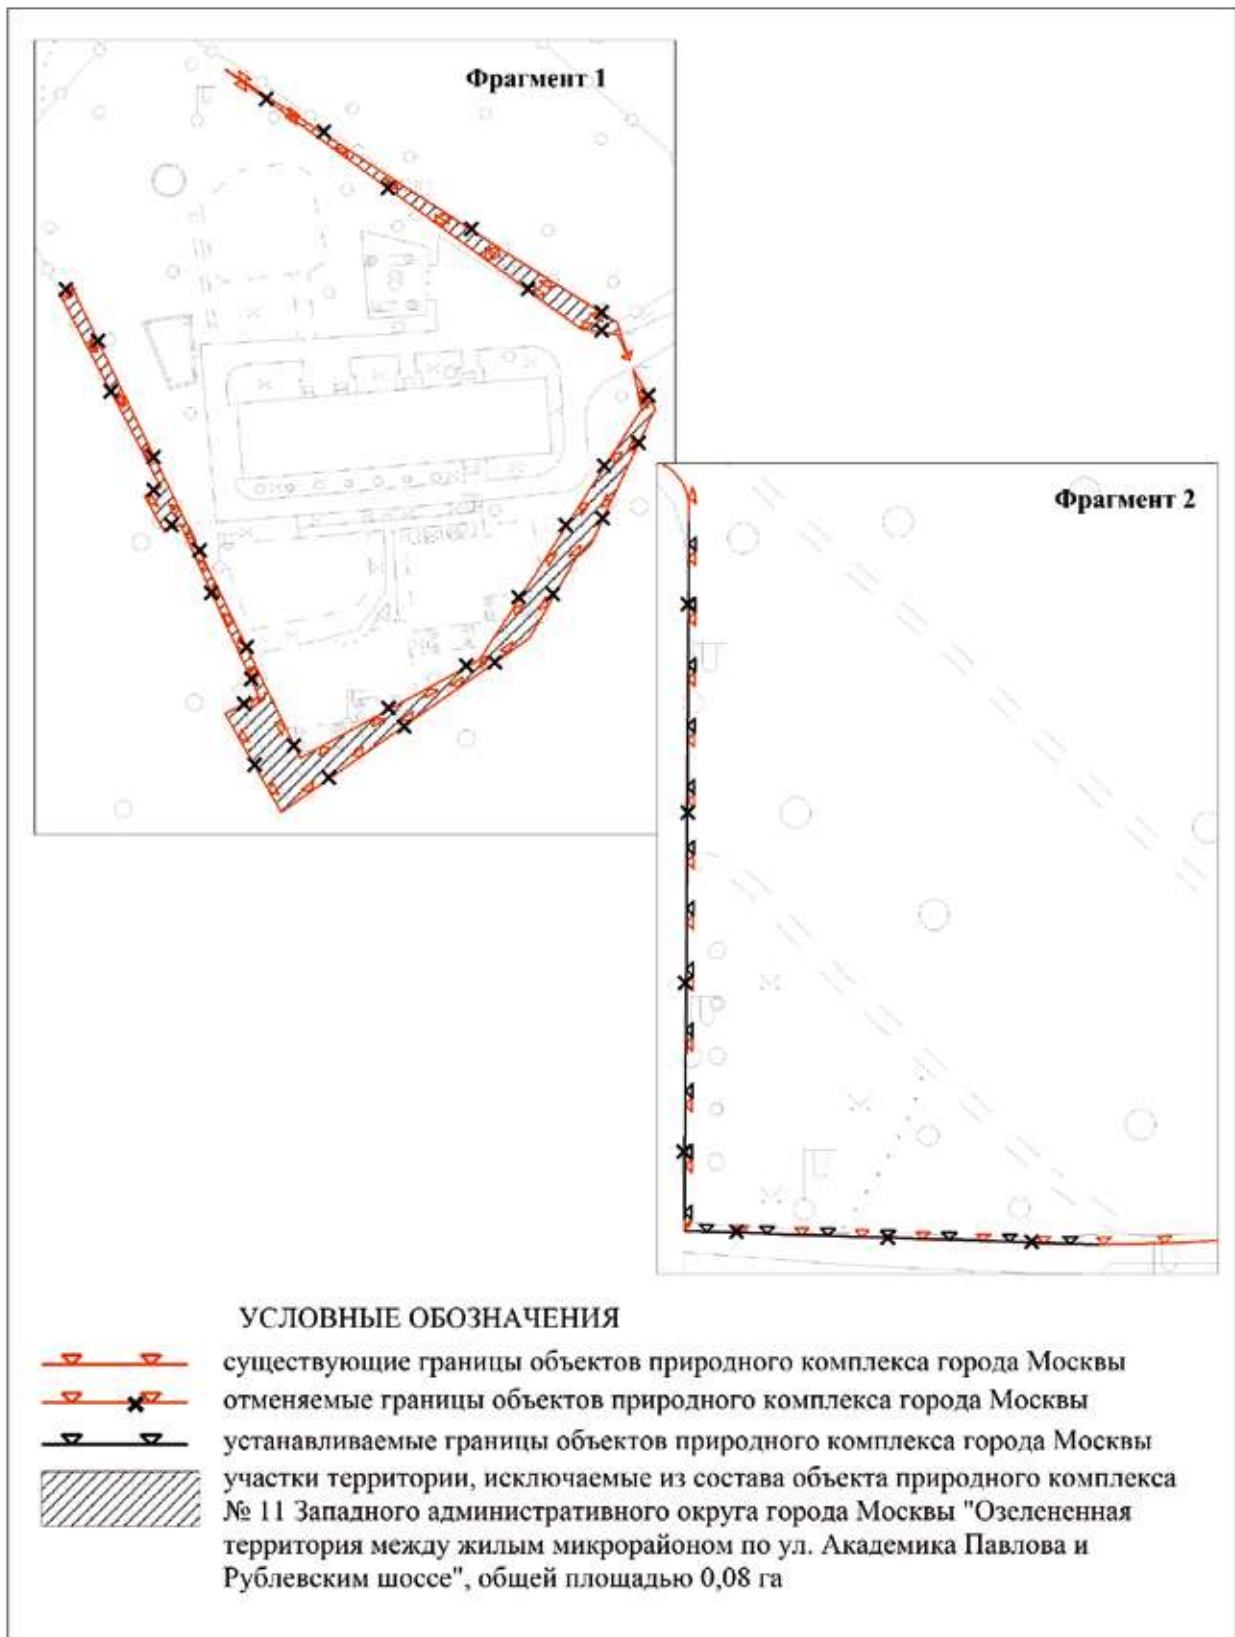 Фрагмент 1
Фрагмент 2
УСЛОВНЫЕ ОБОЗНАЧЕНИЯ
существующие границы объектов природного комплекса города Москвы
отменяемые границы объектов природного комплекса города Москвы
устанавливаемые границы объектов природного комплекса города Москвы
участки территории, исключаемые из состава объекта природного комплекса
№ 11 Западного административного округа города Москвы "Озелененная
территория между жилым микрорайоном по ул. Академика Павлова и
Рублевским шоссе", общей площадью 0,08 га